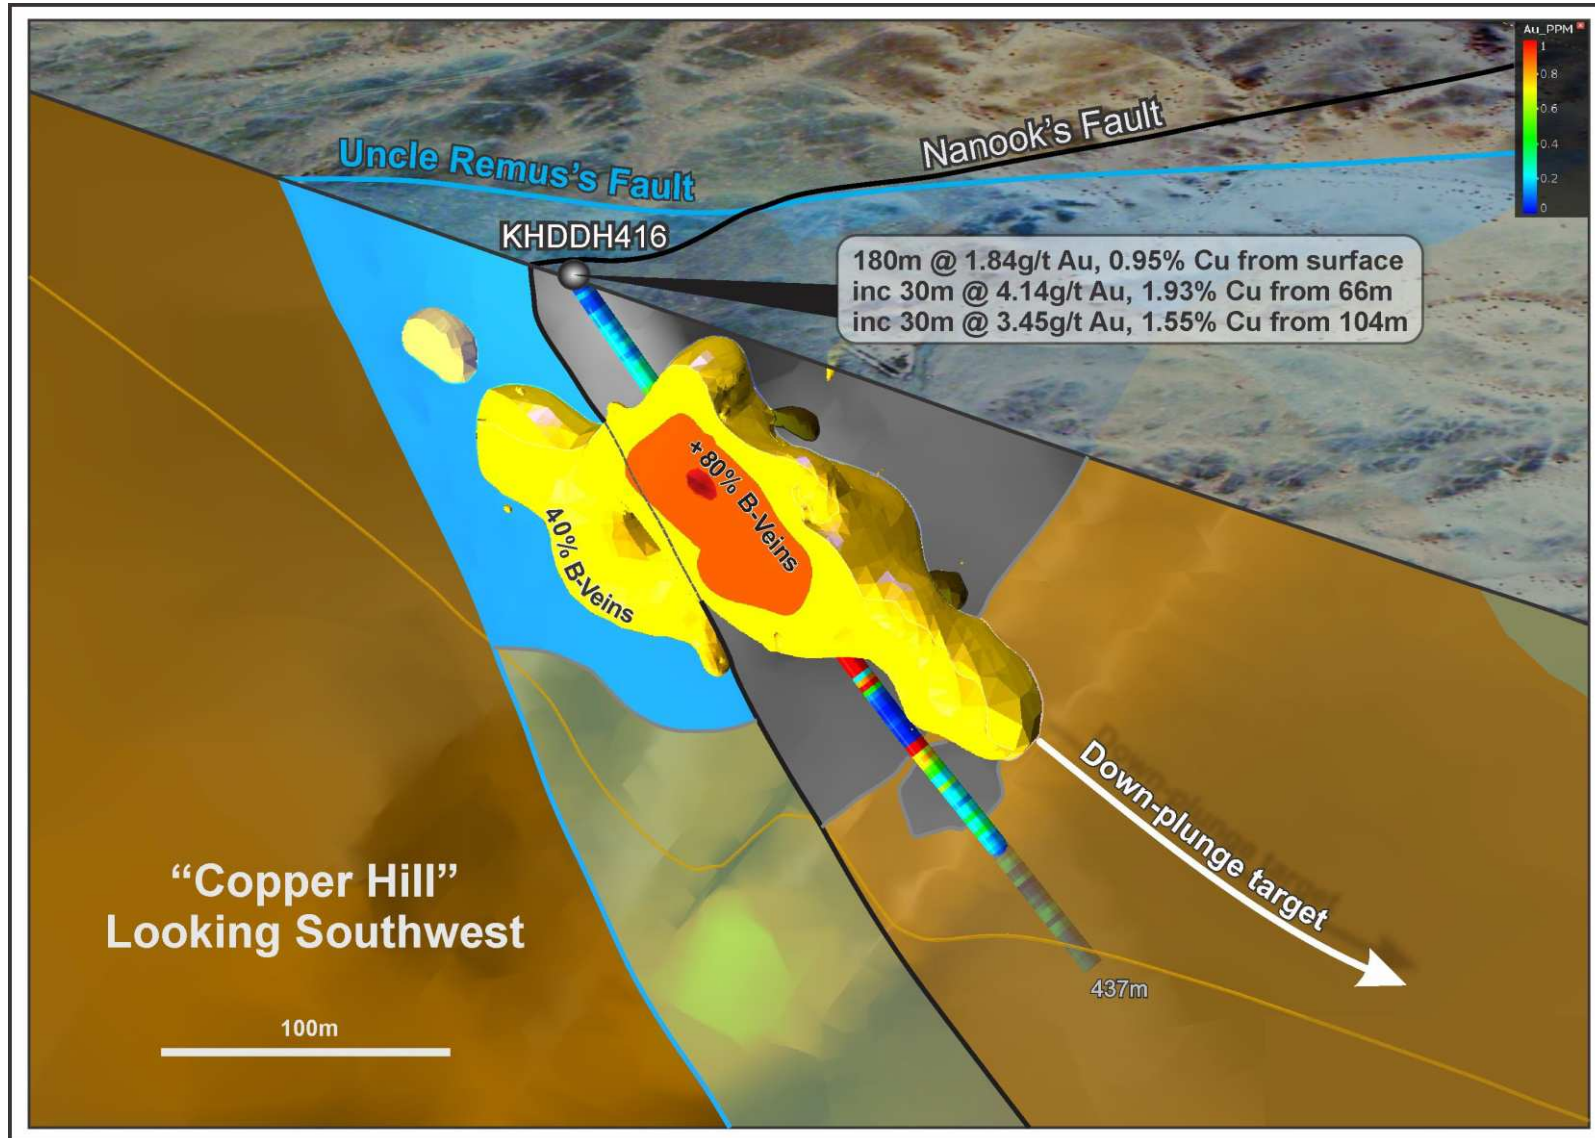 Au_PPM
1
0.8
0.6
0.4
0.2
0
Nanook's Fault
Uncle Remus's Fault
KHDDH416
180m @ 1.84g/t Au, 0.95% Cu from surface
inc 30m @ 4.14g/t Au, 1.93% Cu from 66m
inc 30m @ 3.45g/t Au, 1.55% Cu from 104m
+80% B-Veins
40% B-Veins
Down-plunge target
“Copper Hill”
Looking Southwest
437m
100m